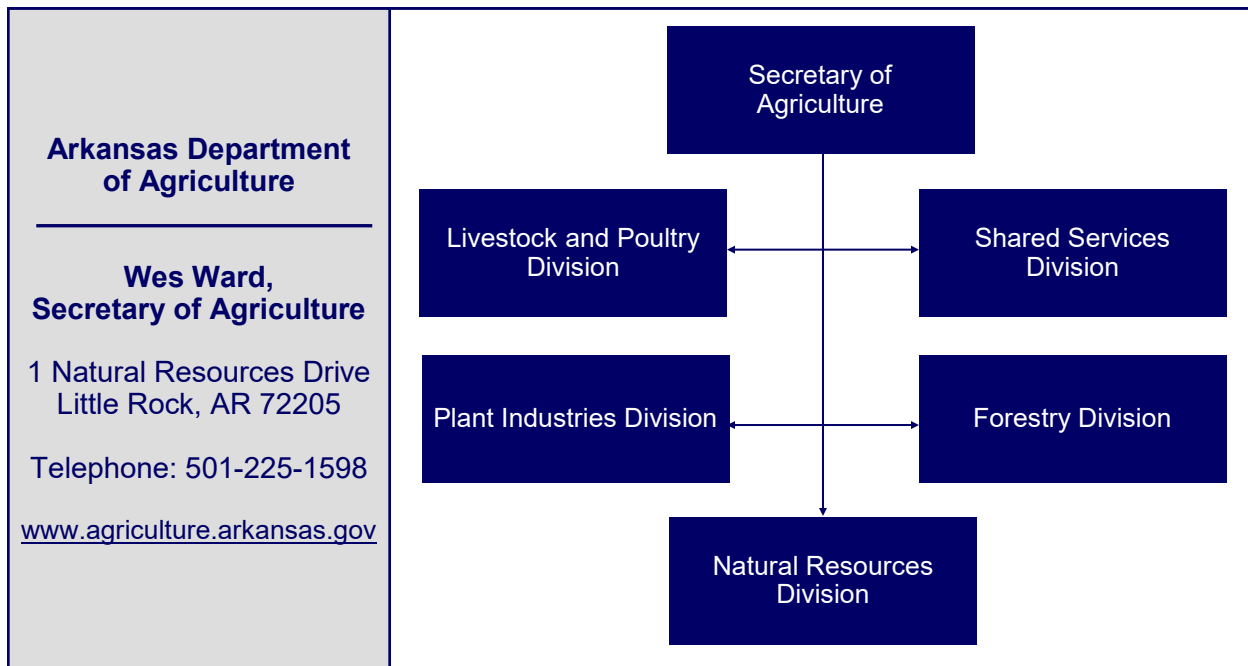 Arkansas Department
of Agriculture
Wes Ward,
Secretary of Agriculture
1 Natural Resources Drive
Little Rock, AR 72205
Telephone: 501-225-1598
www.agriculture.arkansas.gov
Secretary of
Agriculture
Livestock and Poultry
Division
Shared Services
Division
Plant Industries Division
Forestry Division
Natural Resources
Division